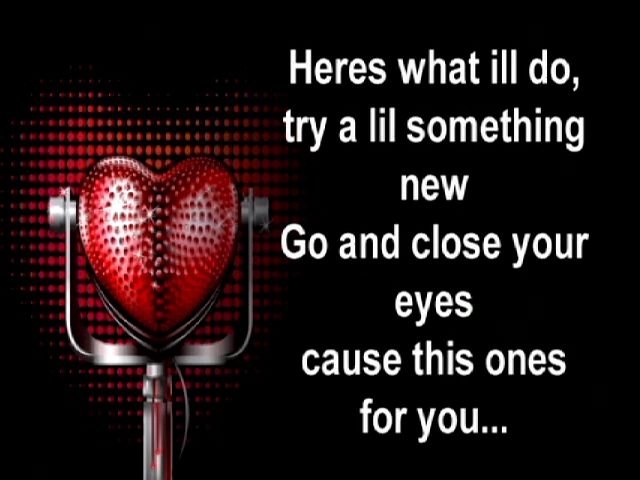 Heres what ill do,
try a lil something
new
Go and close your
eyes
cause this ones
for you...